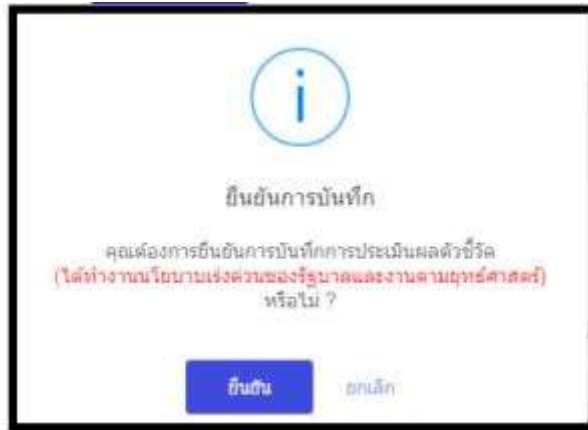 ยืนยันการบันทึก
คุณต้องการยืนยันการบันทึกการประเมินผลตัวชี้วัด
(ได้ทำงานนโยบายเร่งด่วนของรัฐบาลและงานตามยุทธ์ศาสตร์)
หรือไม่ ?
ยืนยัน ยกเลิก